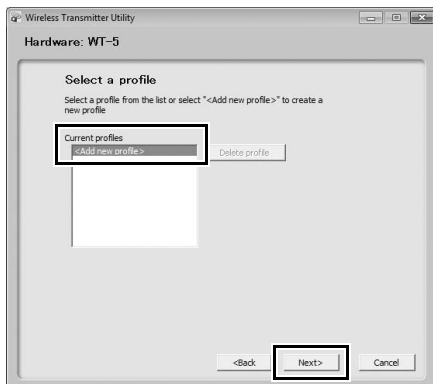 Wireless Transmitter Utility
Hardware: WT-5
Select a profile
Select a profile from the list or select "<Add new profile>" to create a
new profile
Current profiles
<Add new profile>
Delete profile
<Back
Next>
Cancel